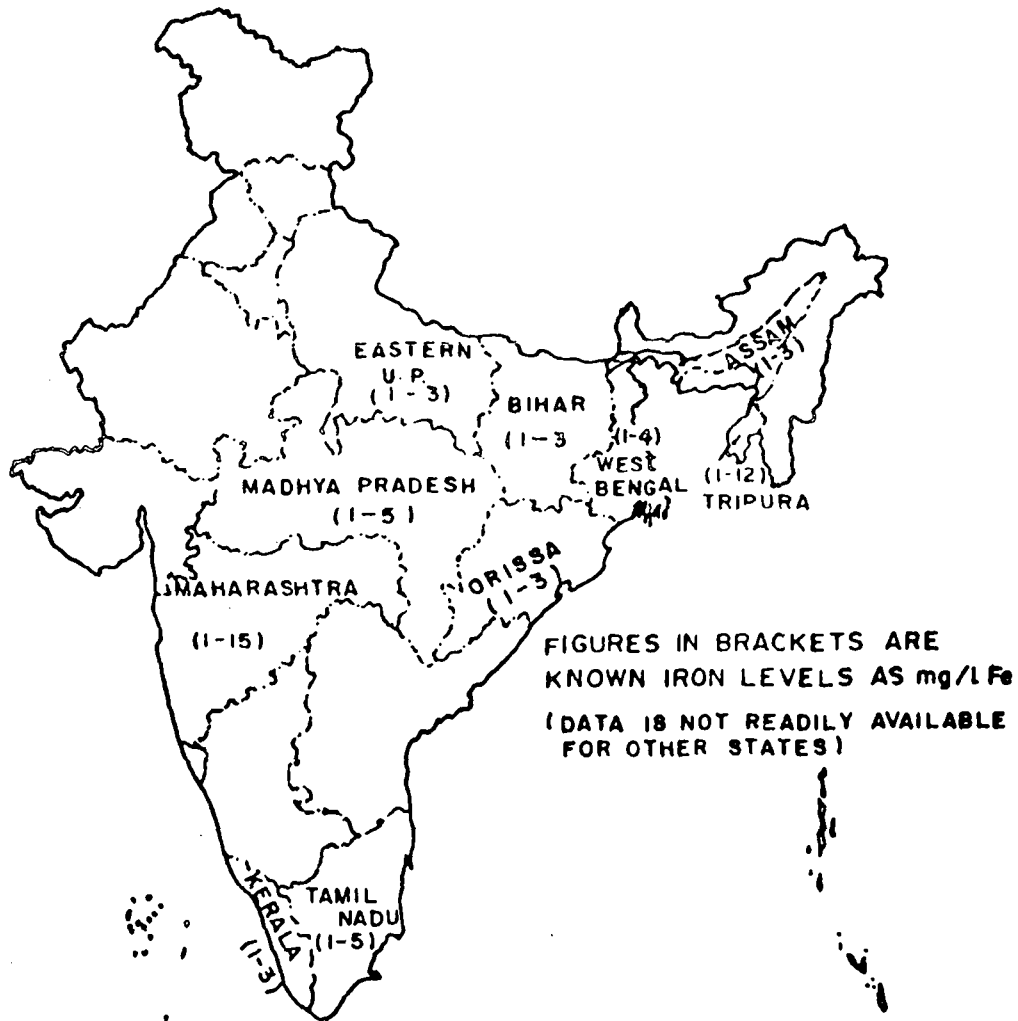 EASTERN
U.P.
(1-3)
BIHAR
(1-3
(1-4)
WEST
BENGAL
(1-12)
TRIPURA
ASSAM
(1-3)
MADHYA PRADESH
(1-5)
ORISSA
(1-3)
MAHARASHTRA
(1-15)
FIGURES IN BRACKETS ARE
KNOWN IRON LEVELS AS mg/l Fe
(DATA IS NOT READILY AVAILABLE
FOR OTHER STATES)
KERALA
(1-3)
TAMIL
NADU
(1-5)